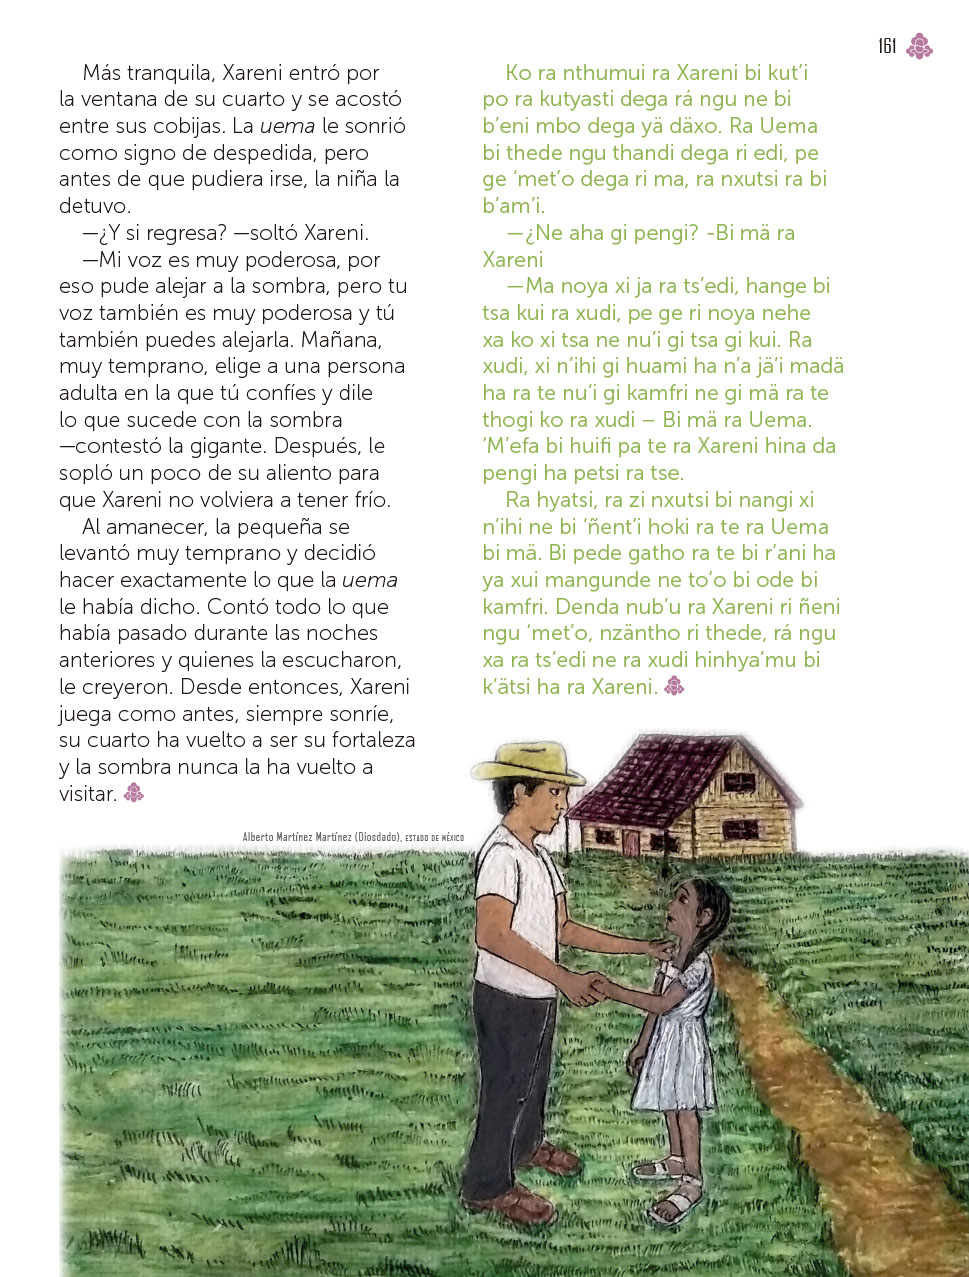 161
Más tranquila, Xareni entró por
la ventana de su cuarto y se acostó
entre sus cobijas. La uema le sonrió
como signo de despedida, pero
antes de que pudiera irse, la niña la
detuvo.
—¿Y si regresa? —soltó Xareni.
—Mi voz es muy poderosa, por
eso pude alejar a la sombra, pero tu
voz también es muy poderosa y tú
también puedes alejarla. Mañana,
muy temprano, elige a una persona
adulta en la que tú confíes y dile
lo que sucede con la sombra
—contestó la gigante. Después, le
sopló un poco de su aliento para
que Xareni no volviera a tener frío.
Al amanecer, la pequeña se
levantó muy temprano y decidió
hacer exactamente lo que la uema
le había dicho. Contó todo lo que
había pasado durante las noches
anteriores y quienes la escucharon,
le creyeron. Desde entonces, Xareni
juega como antes, siempre sonríe,
su cuarto ha vuelto a ser su fortaleza
y la sombra nunca la ha vuelto a
visitar.
Ko ra nthumui ra Xareni bi kut’i
po ra kutyasti dega rá ngu ne bi
b’eni mbo dega yä däxo. Ra Uema
bi thede ngu thandi dega ri edi, pe
ge ‘met’o dega ri ma, ra nxutsi ra bi
b’am’i.
—¿Ne aha gi pengi? -Bi mä ra
Xareni
—Ma noya xi ja ra ts’edi, hange bi
tsa kui ra xudi, pe ge ri noya nehe
xa ko xi tsa ne nu’i gi tsa gi kui. Ra
xudi, xi n’ihi gi huami ha n’a jä’i madä
ha ra te nu’i gi kamfri ne gi mä ra te
thogi ko ra xudi – Bi mä ra Uema.
‘M’efa bi huifi pa te ra Xareni hina da
pengi ha petsi ra tse.
Ra hyatsi, ra zi nxutsi bi nangi xi
n’ihi ne bi ‘ñent’i hoki ra te ra Uema
bi mä. Bi pede gatho ra te bi r’ani ha
ya xui mangunde ne to’o bi ode bi
kamfri. Denda nub’u ra Xareni ri ñeni
ngu ‘met’o, nzäntho ri thede, rá ngu
xa ra ts’edi ne ra xudi hinhya’mu bi
k’ätsi ha ra Xareni.
Alberto Martínez Martínez (Diosdado), ESTADO DE MÉXICO